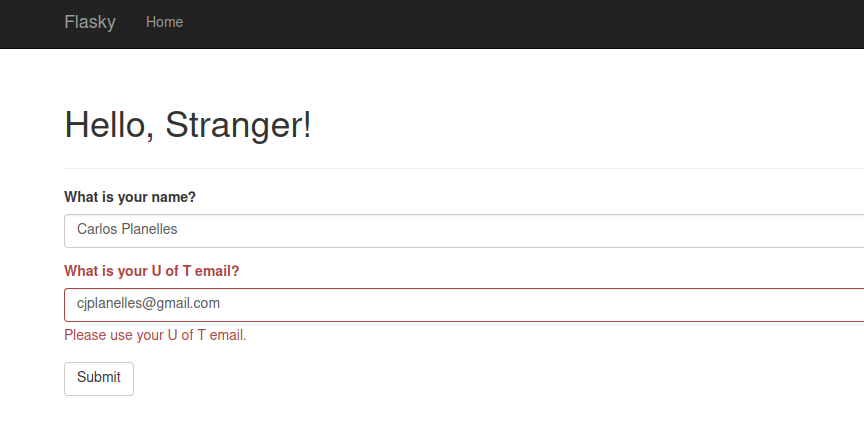 Flasky Home
Hello, Stranger!
What is your name?
Carlos Planelles
What is your U of T email?
cjplanelles@gmail.com
Please use your U of T email.
Submit